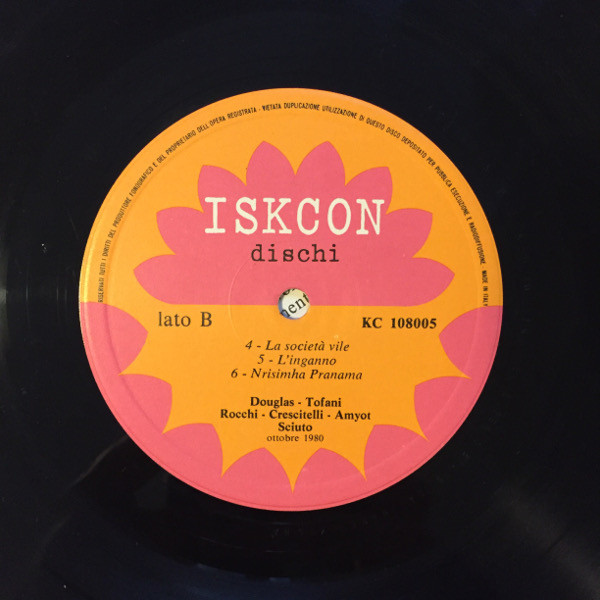 RISERVATI TUTTI I DIRITTI DEL PRODUTTORE FONOGRAFICO E DEL PROPRIETARIO DELL'OPERA REGISTRATA - VIETATA DUPLICAZIONE UTILIZZAZIONE DI QUESTO DISCO DEPOSITATO PER PUBBLICA ESECUZIONE E RADIODIFFUSIONE. MADE IN ITALY
ISKCON
dischi
lato B
KC 108005
4 - La società vile
5 - L'inganno
6 - Nrisimha Pranama
Douglas - Tofani
Rocchi - Crescitelli - Amyot
Sciuto
ottobre 1980